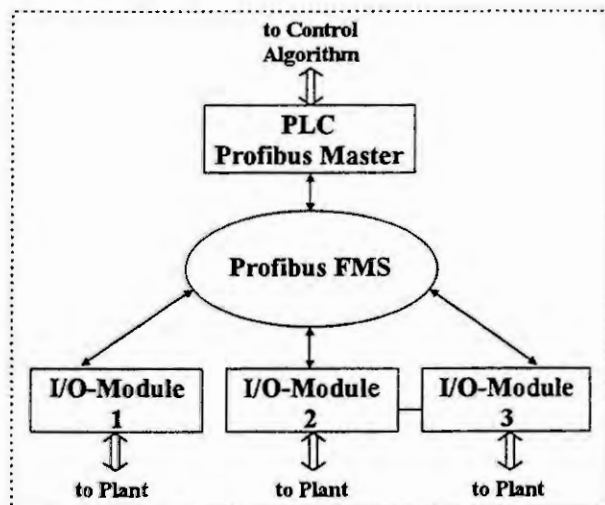 to Control
Algorithm
PLC
Profibus Master
Profibus FMS
I/O-Module
1
I/O-Module
2
I/O-Module
3
to Plant
to Plant
to Plant